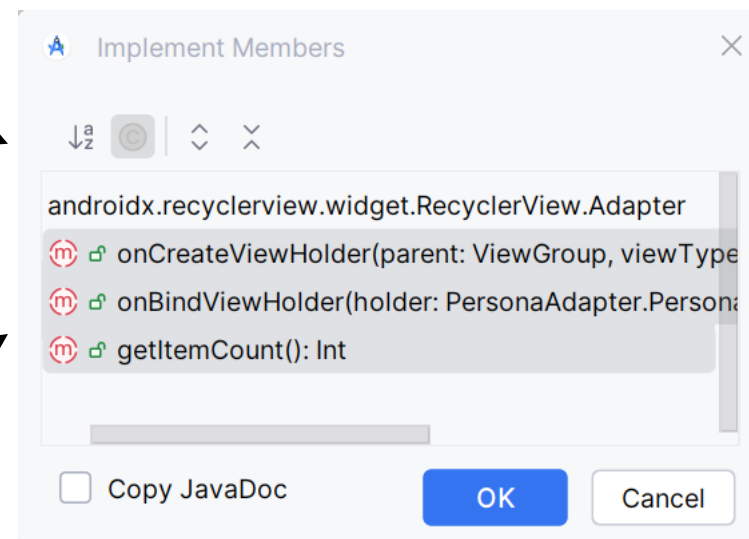 Implement Members
androidx.recyclerview.widget.RecyclerView.Adapter
onCreateViewHolder(parent: ViewGroup, viewType
onBindViewHolder(holder: PersonaAdapter.Persona
getItemCount(): Int
Copy JavaDoc
OK
Cancel